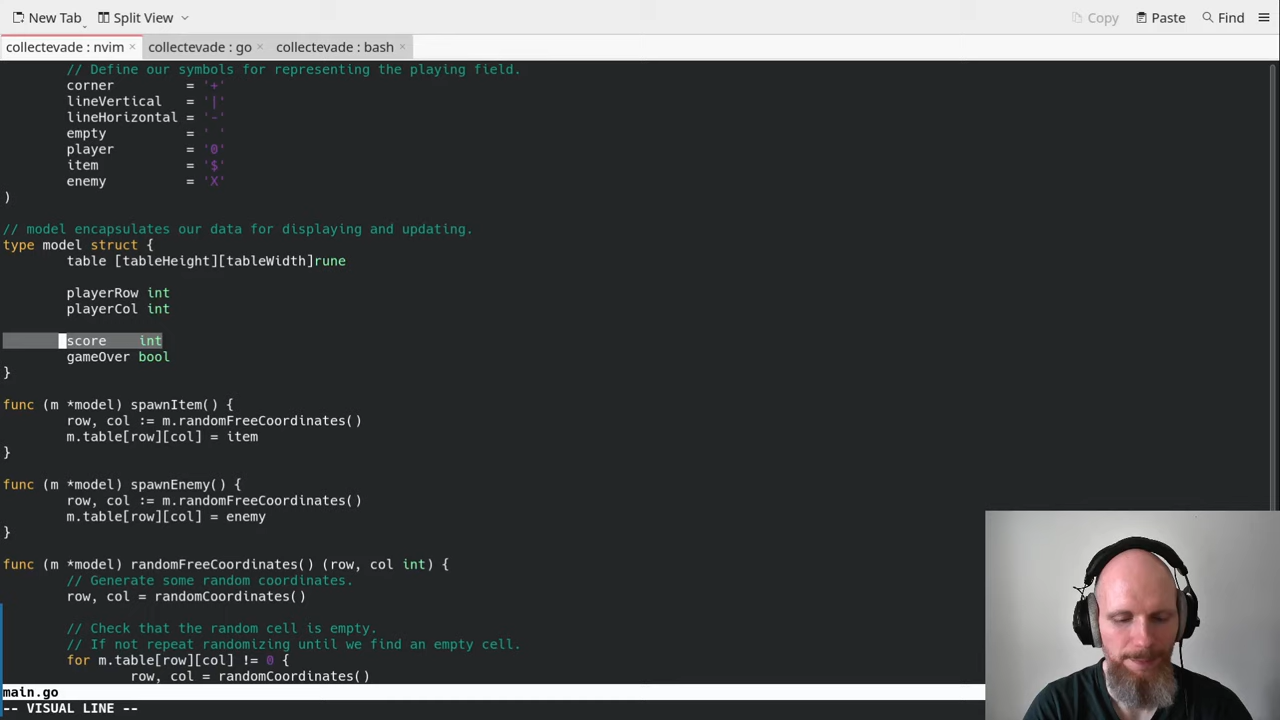 New Tab Split View Copy Paste Find
collectevade : nvim × collectevade : go × collectevade : bash ×
// Define our symbols for representing the playing field.
corner = '+'
lineVertical = '|'
lineHorizontal = '-'
empty = ' '
player = '0'
item = '$'
enemy = 'X'
)
// model encapsulates our data for displaying and updating.
type model struct {
table [tableHeight][tableWidth]rune
playerRow int
playerCol int
score int
gameOver bool
}
func (m *model) spawnItem() {
row, col := m.randomFreeCoordinates()
m.table[row][col] = item
}
func (m *model) spawnEnemy() {
row, col := m.randomFreeCoordinates()
m.table[row][col] = enemy
}
func (m *model) randomFreeCoordinates() (row, col int) {
// Generate some random coordinates.
row, col = randomCoordinates()
// Check that the random cell is empty.
// If not repeat randomizing until we find an empty cell.
for m.table[row][col] != 0 {
row, col = randomCoordinates()
main.go
-- VISUAL LINE --